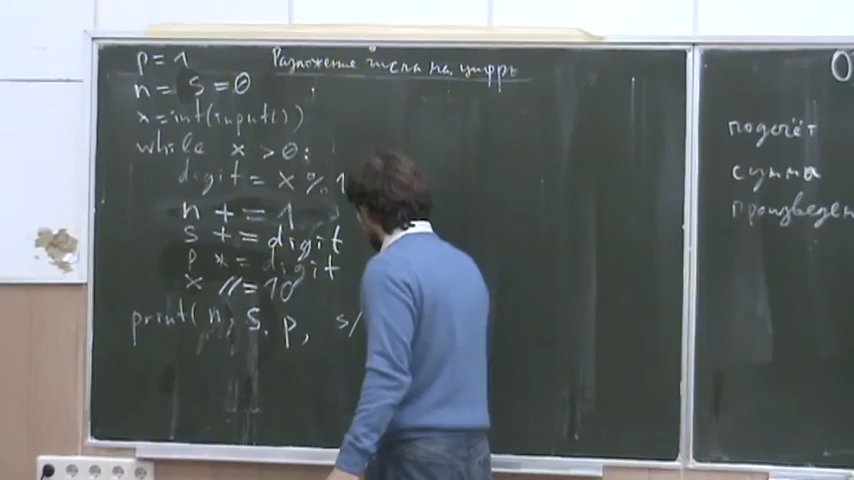 Разложение числа на цифры
p = 1
n = s = 0
x = int(input())
while x > 0:
digit = x % 1
n += 1
s += digit
p *= digit
x //= 10
print(n, s, p, s/
О
подсчёт
сумма
произведен